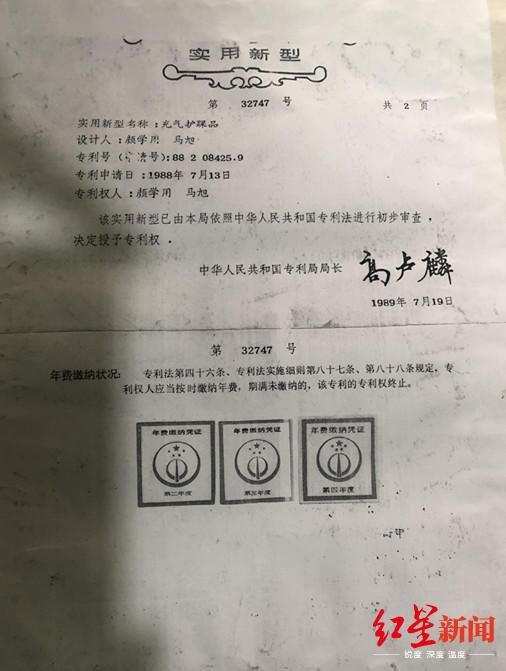 实用新型
第 32747 号 共 2 页
实用新型名称:充气护踝品
设计人:颜学用 马旭
专利号(申请号):88 2 08425.9
专利申请日:1988年 7月13日
专利权人:颜学用 马旭
该实用新型已由本局依照中华人民共和国专利法进行初步审查,
决定授予专利权.
中华人民共和国专利局局长 高卢麟
1989年 7月19日
第 32747 号
年费缴纳状况: 专利法第四十六条、专利法实施细则第八十七条、第八十八条规定,专
利权人应当按时缴纳年费,期满未缴纳的,该专利的专利权终止。
年费缴纳凭证 年费缴纳凭证 年费缴纳凭证
第二年度 第三年度 第四年度
红星新闻
锐度 深度 温度